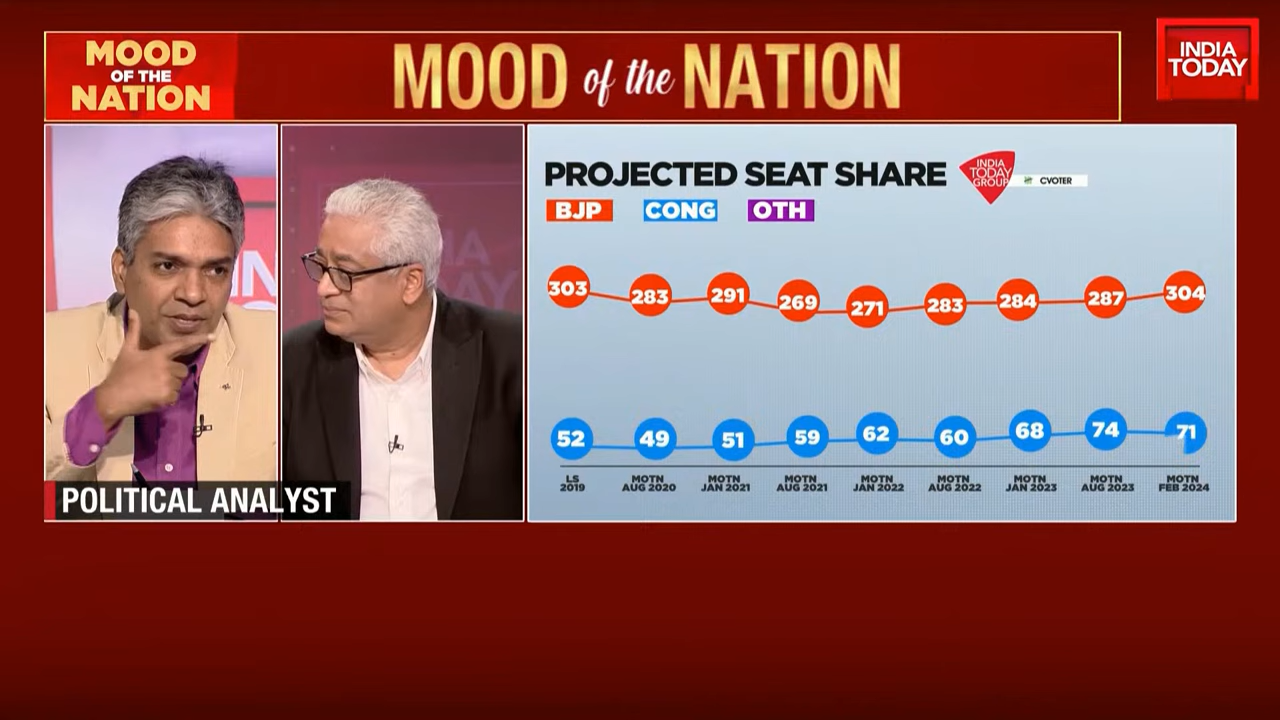 MOOD
OF THE
NATION
MOOD of the NATION
INDIA
TODAY
PROJECTED SEAT SHARE
INDIA
TODAY
GROUP
CVOTER
BJP CONG OTH
303 283 291 269 271 283 284 287 304
52 49 51 59 62 60 68 74 71
LS
2019
MOTN
AUG 2020
MOTN
JAN 2021
MOTN
AUG 2021
MOTN
JAN 2022
MOTN
AUG 2022
MOTN
JAN 2023
MOTN
AUG 2023
MOTN
FEB 2024
POLITICAL ANALYST